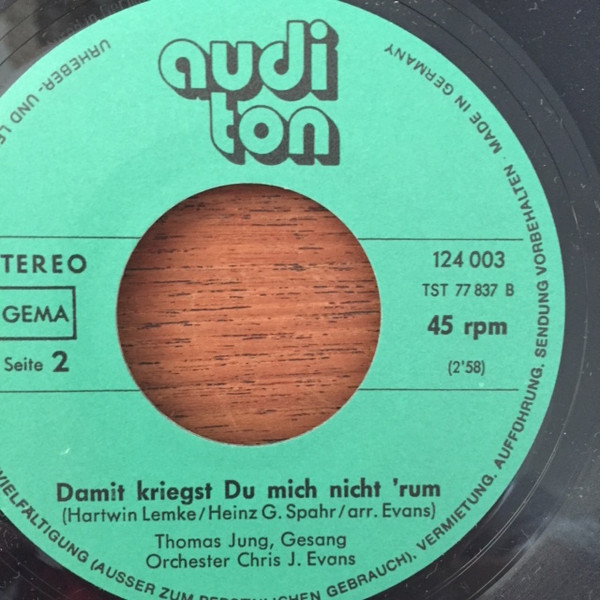 audi
ton
URHEBER- UND
MADE IN GERMANY
STEREO
GEMA
Seite 2
124 003
TST 77 837 B
45 rpm
(2'58)
Damit kriegst Du mich nicht 'rum
(Hartwin Lemke/Heinz G. Spahr/arr. Evans)
Thomas Jung, Gesang
Orchester Chris J. Evans
VIELFÄLTIGUNG (AUSSER ZUM PERSÖNLICHEN GEBRAUCH). VERMIETUNG. AUFFÜHRUNG. SENDUNG VORBEHALTEN ·